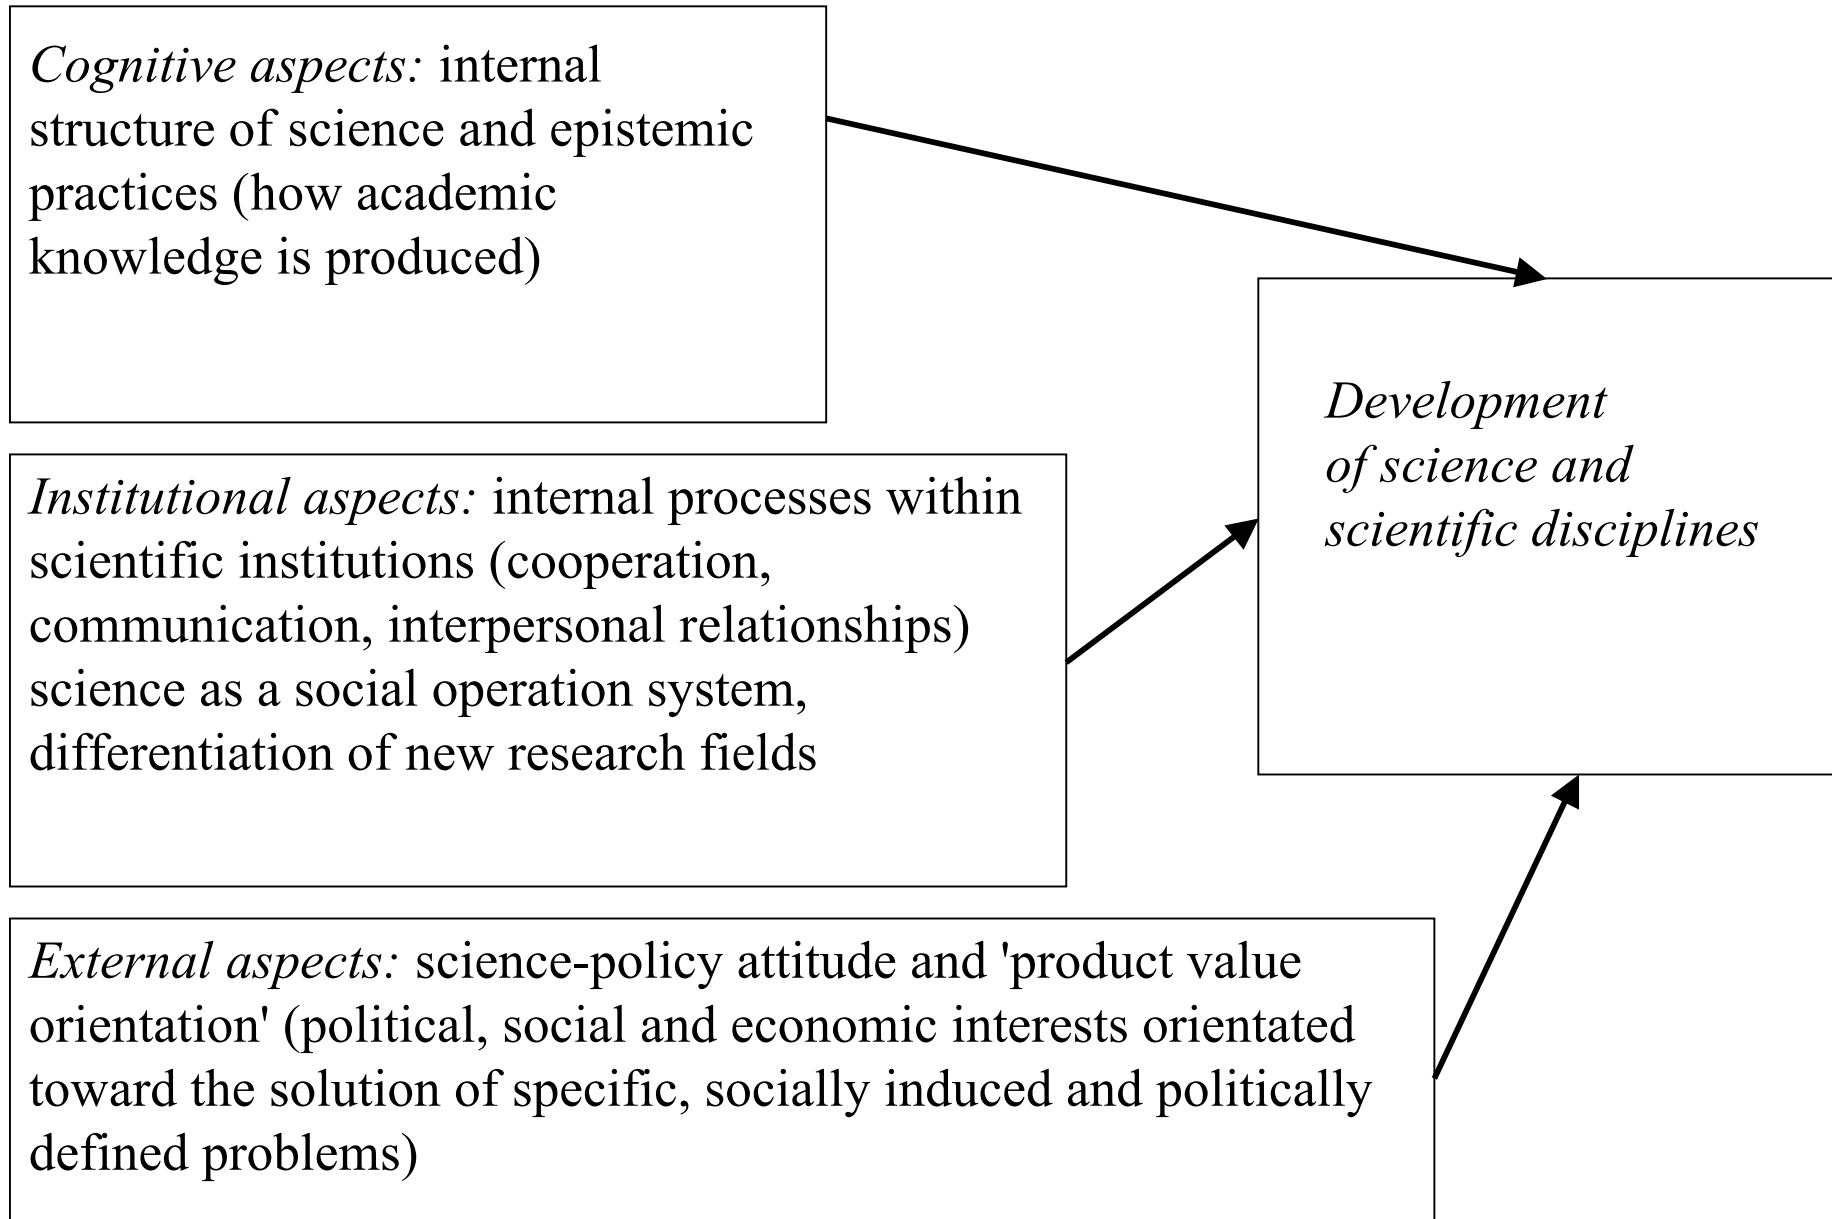 Cognitive aspects: internal
structure of science and epistemic
practices (how academic
knowledge is produced)
Institutional aspects: internal processes within
scientific institutions (cooperation,
communication, interpersonal relationships)
science as a social operation system,
differentiation of new research fields
External aspects: science-policy attitude and 'product value
orientation' (political, social and economic interests orientated
toward the solution of specific, socially induced and politically
defined problems)
Development
of science and
scientific disciplines